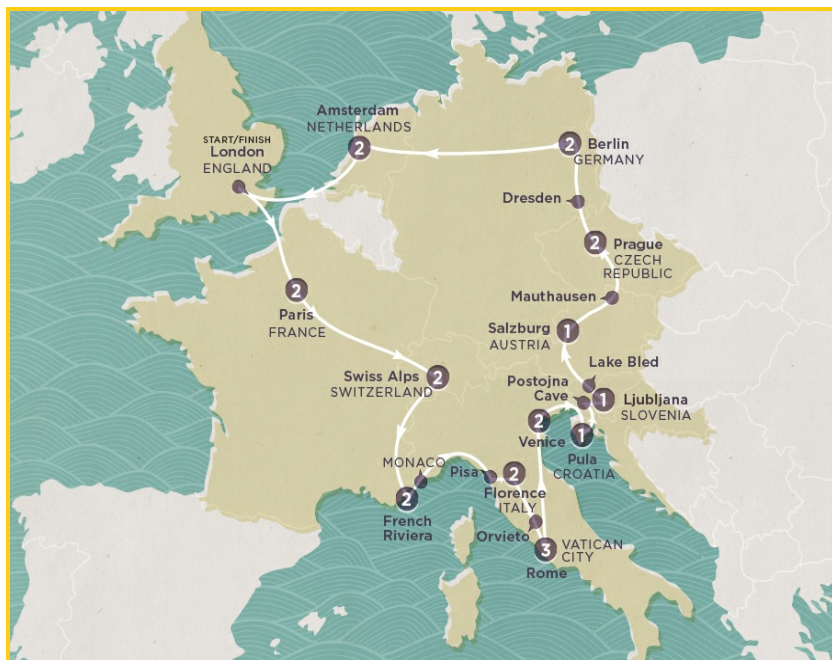 Amsterdam
NETHERLANDS
2
START/FINISH
London
ENGLAND
2
Berlin
GERMANY
Dresden
2
Prague
CZECH
REPUBLIC
2
Paris
FRANCE
Mauthausen
Salzburg
AUSTRIA
1
Lake Bled
Swiss Alps
SWITZERLAND
2
Postojna
Cave
1
Ljubljana
SLOVENIA
2
Venice
1
Pula
CROATIA
MONACO
Pisa
2
Florence
ITALY
2
French
Riviera
Orvieto
3
VATICAN
CITY
Rome